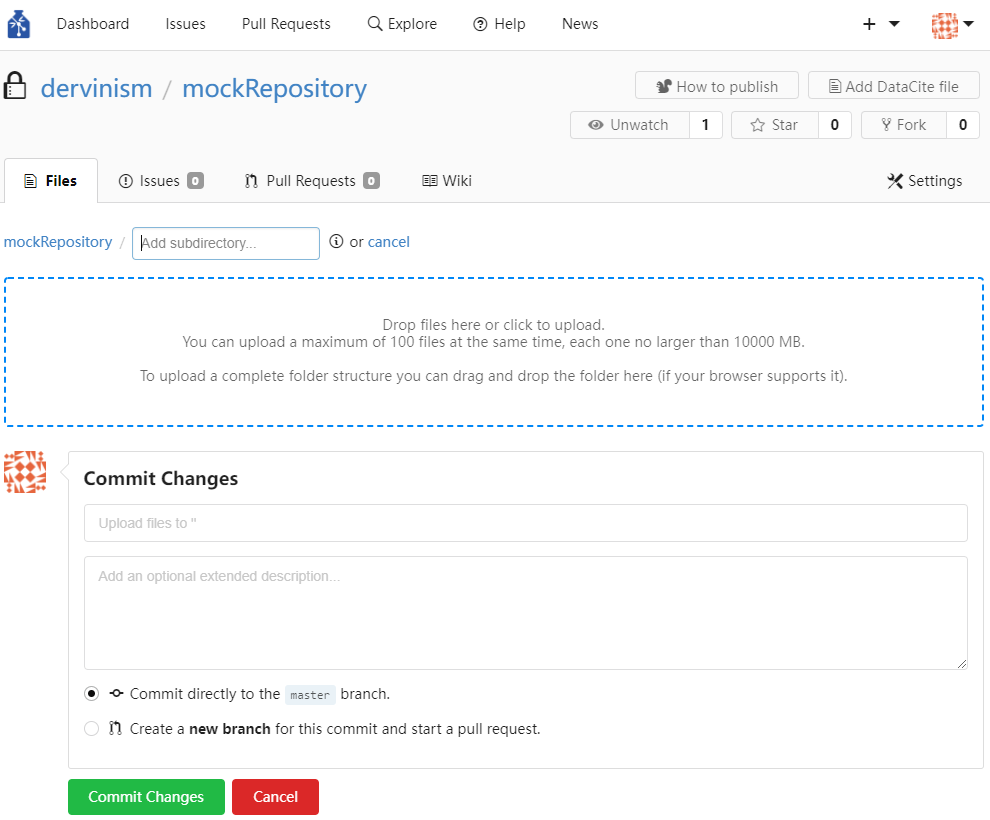 Dashboard Issues Pull Requests Explore Help News
dervinism / mockRepository
How to publish Add DataCite file
Unwatch 1 Star 0 Fork 0
Files Issues 0 Pull Requests 0 Wiki Settings
mockRepository / Add subdirectory... or cancel
Drop files here or click to upload.
You can upload a maximum of 100 files at the same time, each one no larger than 10000 MB.
To upload a complete folder structure you can drag and drop the folder here (if your browser supports it).
Commit Changes
Upload files to ''
Add an optional extended description...
Commit directly to the master branch.
Create a new branch for this commit and start a pull request.
Commit Changes Cancel